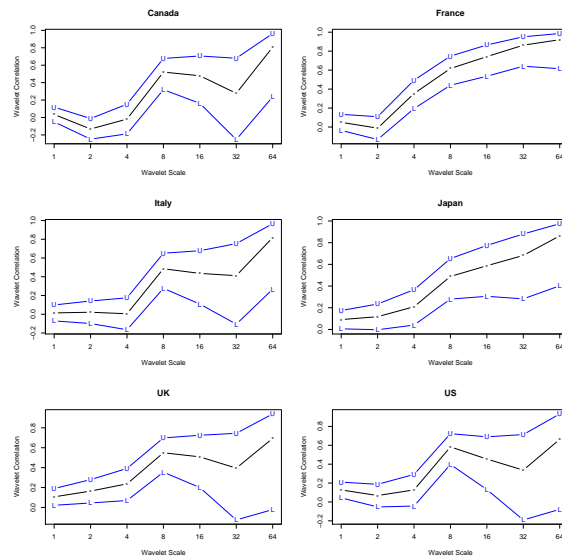 Canada
Wavelet Correlation
-0.2 0.0 0.2 0.4 0.6 0.8 1.0
U U U U U U U
L L L L L L L
1 2 4 8 16 32 64
Wavelet Scale
France
Wavelet Correlation
0.0 0.2 0.4 0.6 0.8 1.0
U U U U U U U
L L L L L L L
1 2 4 8 16 32 64
Wavelet Scale
Italy
Wavelet Correlation
-0.2 0.0 0.2 0.4 0.6 0.8 1.0
U U U U U U U
L L L L L L L
1 2 4 8 16 32 64
Wavelet Scale
Japan
Wavelet Correlation
0.0 0.2 0.4 0.6 0.8 1.0
U U U U U U U
L L L L L L L
1 2 4 8 16 32 64
Wavelet Scale
UK
Wavelet Correlation
0.0 0.2 0.4 0.6 0.8
U U U U U U U
L L L L L L L
1 2 4 8 16 32 64
Wavelet Scale
US
Wavelet Correlation
-0.2 0.0 0.2 0.4 0.6 0.8
U U U U U U U
L L L L L L L
1 2 4 8 16 32 64
Wavelet Scale